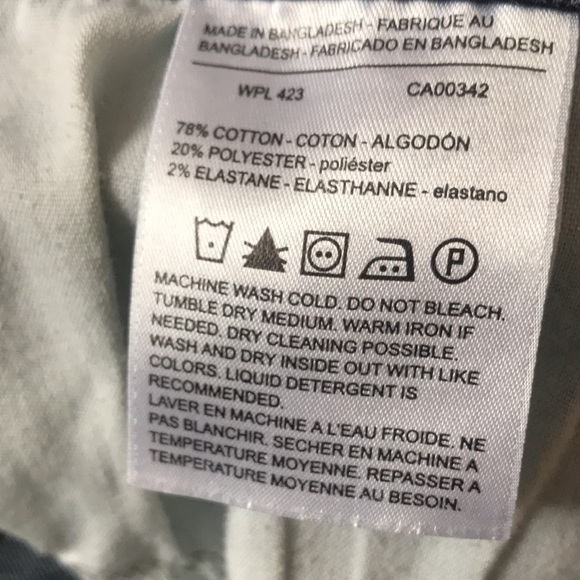 MADE IN BANGLADESH - FABRIQUE AU
BANGLADESH - FABRICADO EN BANGLADESH
WPL 423 CA00342
78% COTTON - COTON - ALGODÓN
20% POLYESTER - poliéster
2% ELASTANE - ELASTHANNE - elastano
P
MACHINE WASH COLD. DO NOT BLEACH.
TUMBLE DRY MEDIUM. WARM IRON IF
NEEDED. DRY CLEANING POSSIBLE.
WASH AND DRY INSIDE OUT WITH LIKE
COLORS. LIQUID DETERGENT IS
RECOMMENDED.
LAVER EN MACHINE A L'EAU FROIDE. NE
PAS BLANCHIR. SECHER EN MACHINE A
TEMPERATURE MOYENNE. REPASSER A
TEMPERATURE MOYENNE AU BESOIN.